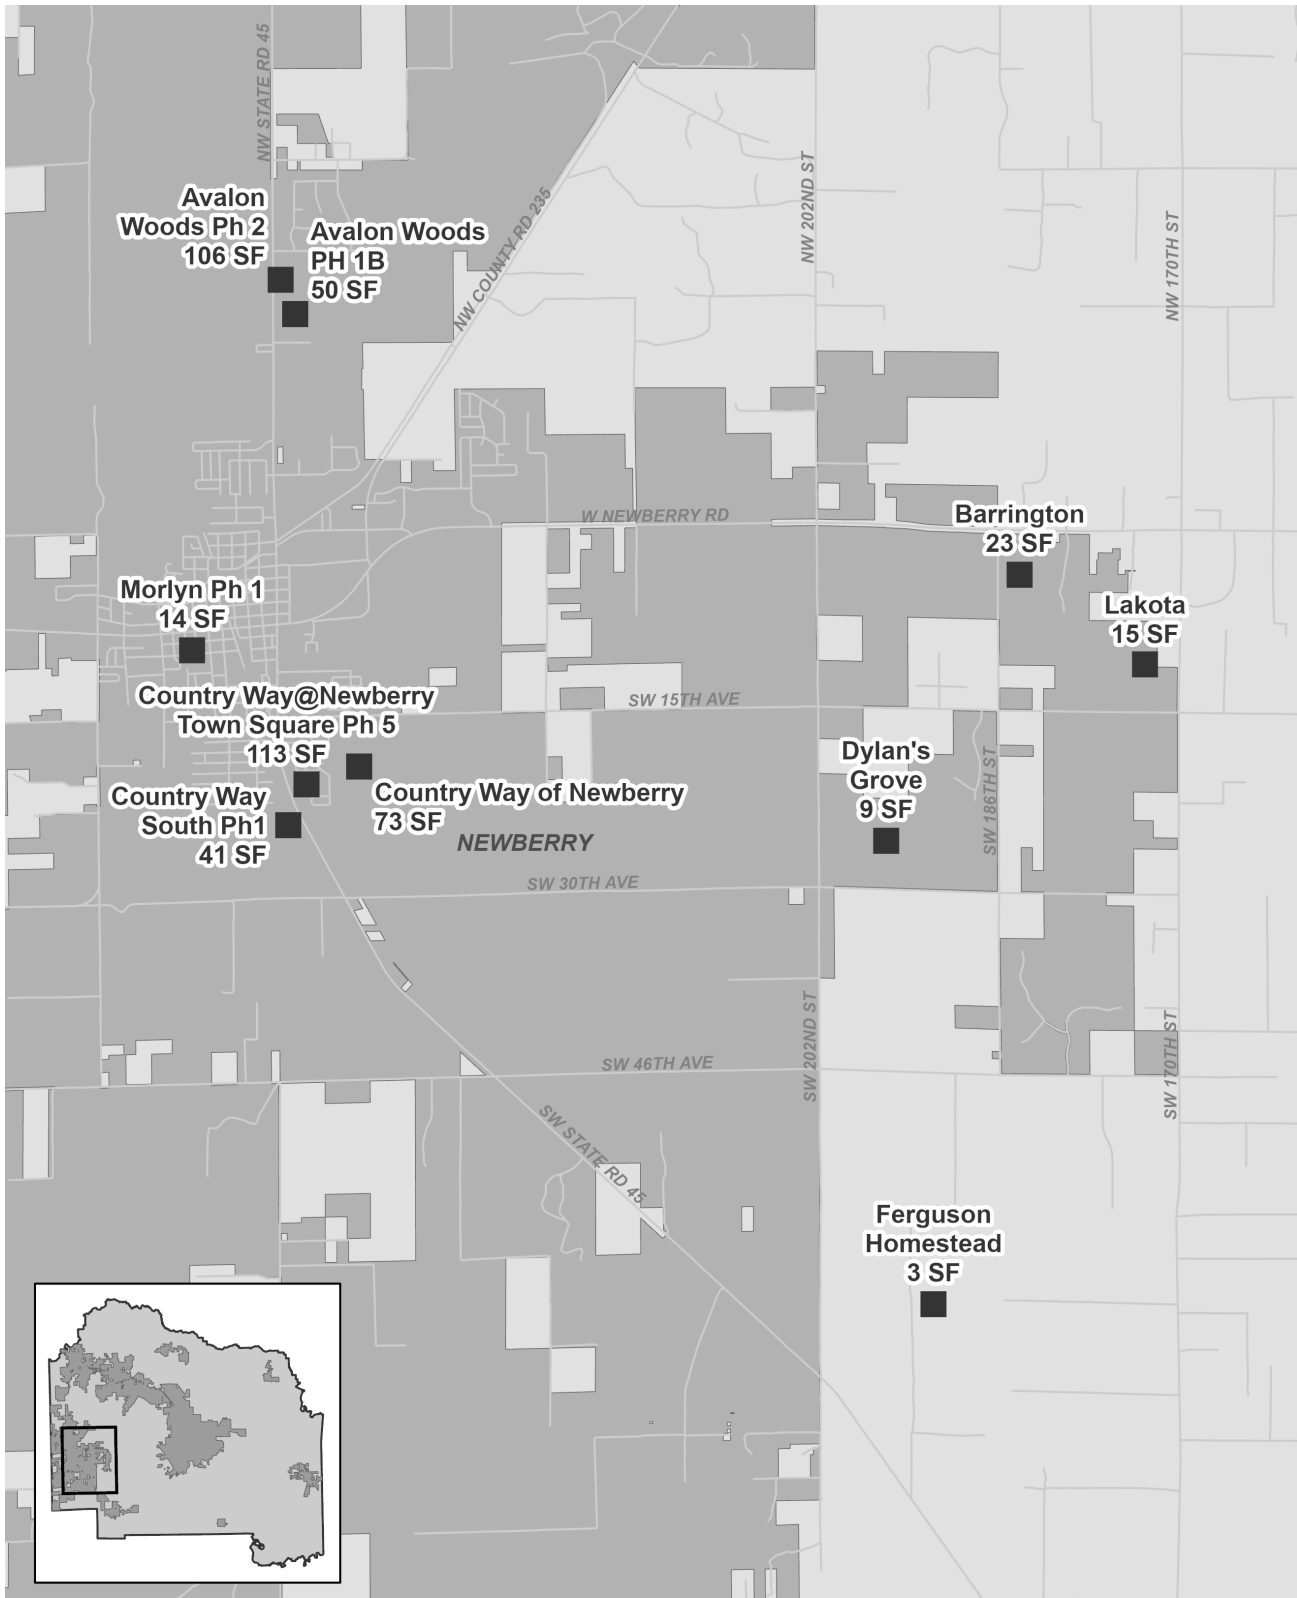 NW STATE RD 45
Avalon
Woods Ph 2
106 SF
Avalon Woods
PH 1B
50 SF
NW COUNTY RD 235
NW 202ND ST
NW 170TH ST
W NEWBERRY RD
Barrington
23 SF
Morlyn Ph 1
14 SF
Lakota
15 SF
Country Way@Newberry
Town Square Ph 5
113 SF
SW 15TH AVE
Dylan's
Grove
9 SF
SW 186TH ST
Country Way of Newberry
73 SF
Country Way
South Ph1
41 SF
NEWBERRY
SW 30TH AVE
SW 202ND ST
SW 170TH ST
SW 46TH AVE
SW STATE RD 45
Ferguson
Homestead
3 SF